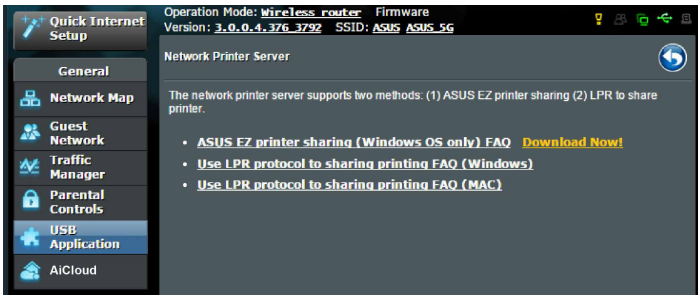 Quick Internet
Setup
General
Network Map
Guest
Network
Traffic
Manager
Parental
Controls
USB
Application
AiCloud
Operation Mode: Wireless router Firmware
Version: 3.0.0.4.376_3792 SSID: ASUS ASUS_5G
Network Printer Server
The network printer server supports two methods: (1) ASUS EZ printer sharing (2) LPR to share
printer.
• ASUS EZ printer sharing (Windows OS only) FAQ Download Now!
• Use LPR protocol to sharing printing FAQ (Windows)
• Use LPR protocol to sharing printing FAQ (MAC)